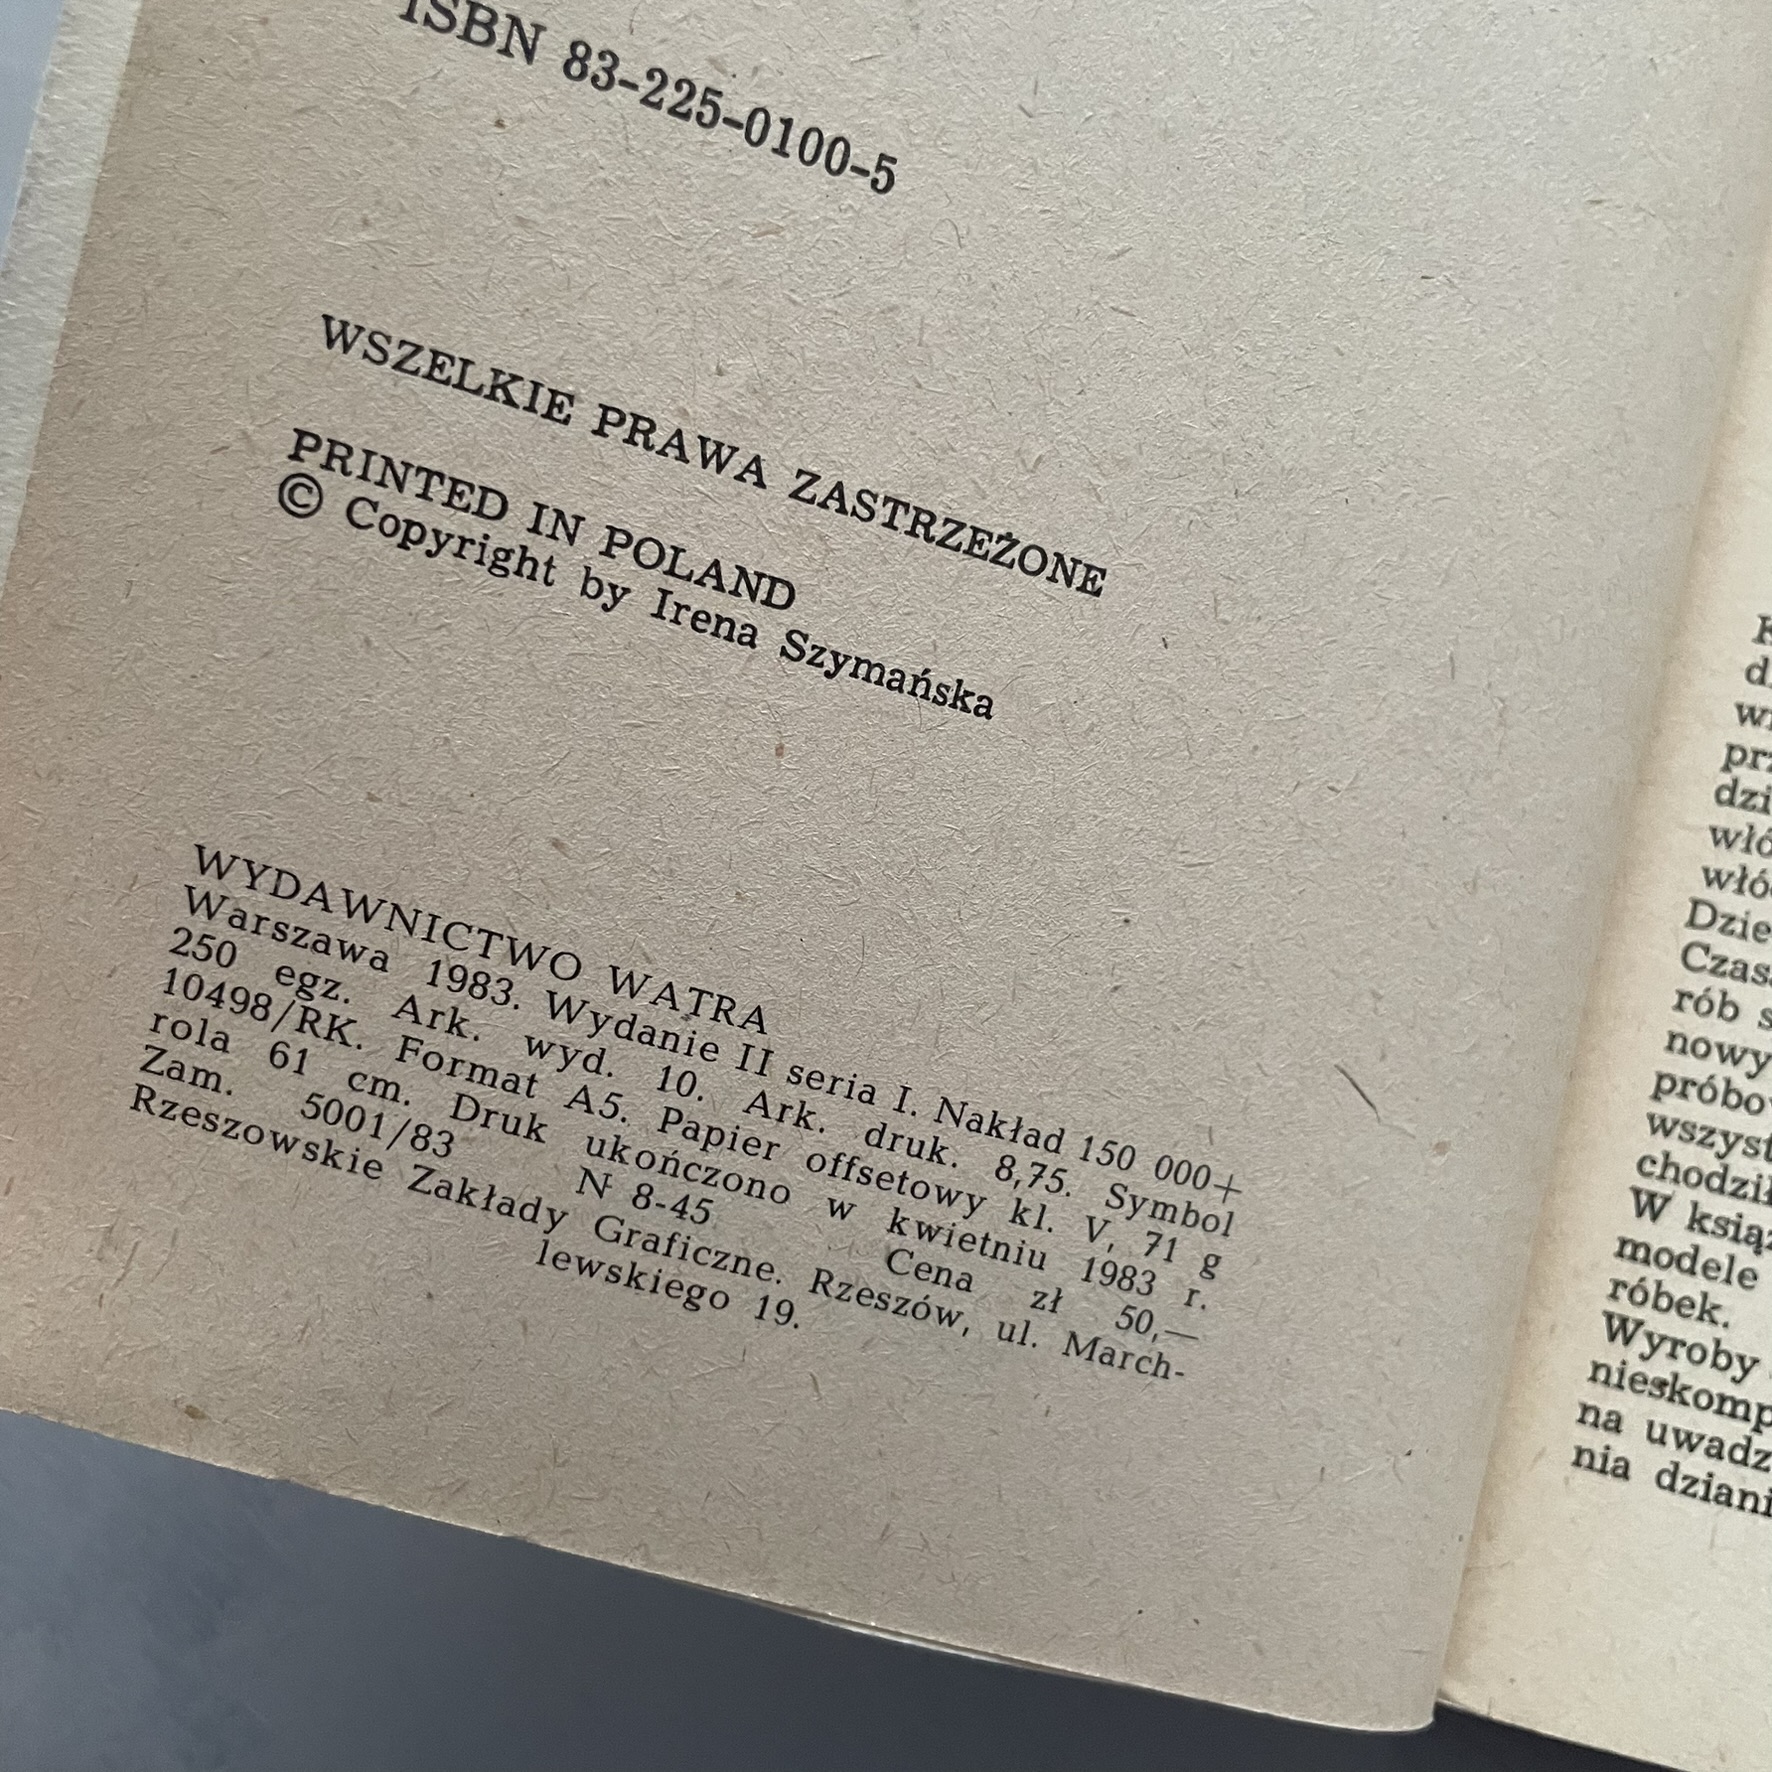 ISBN 83-225-0100-5
WSZELKIE PRAWA ZASTRZEŻONE
PRINTED IN POLAND
© Copyright by Irena Szymańska
WYDAWNICTWO WATRA
Warszawa 1983. Wydanie II seria I. Nakład 150 000+
250 egz. Ark. wyd. 10. Ark. druk. 8,75. Symbol
10498/RK. Format A5. Papier offsetowy kl. V, 71 g
rola 61 cm. Druk ukończono w kwietniu 1983 r.
Zam. 5001/83 N 8-45 Cena zł 50,—
Rzeszowskie Zakłady Graficzne. Rzeszów, ul. March-
lewskiego 19.
prz
dzi
włó
Dzie
rób s
nowy
próbo
wszyst
chodził
W ksią
modele
róbek.
Wyroby
nieskomp
na uwadz
nia dziani